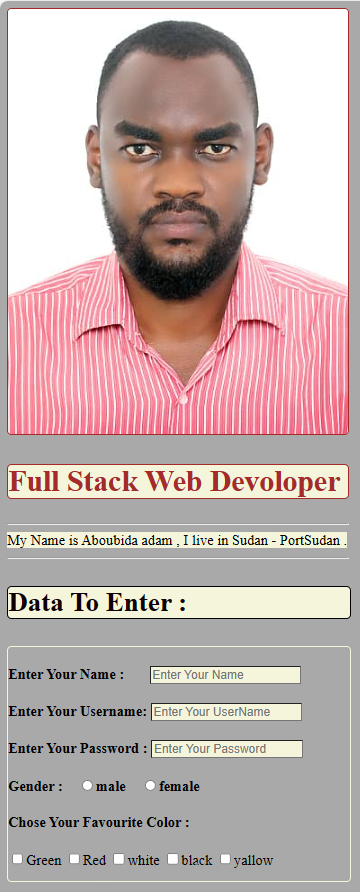 Full Stack Web Devoloper
My Name is Aboubida adam , I live in Sudan - PortSudan .
Data To Enter :
Enter Your Name : Enter Your Name
Enter Your Username: Enter Your UserName
Enter Your Password : Enter Your Password
Gender : male female
Chose Your Favourite Color :
Green Red white black yallow